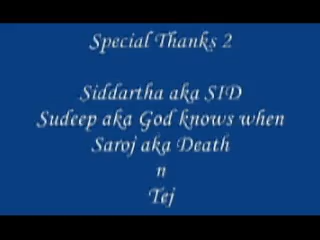 Special Thanks 2
Siddartha aka SID
Sudeep aka God knows when
Saroj aka Death
n
Tej